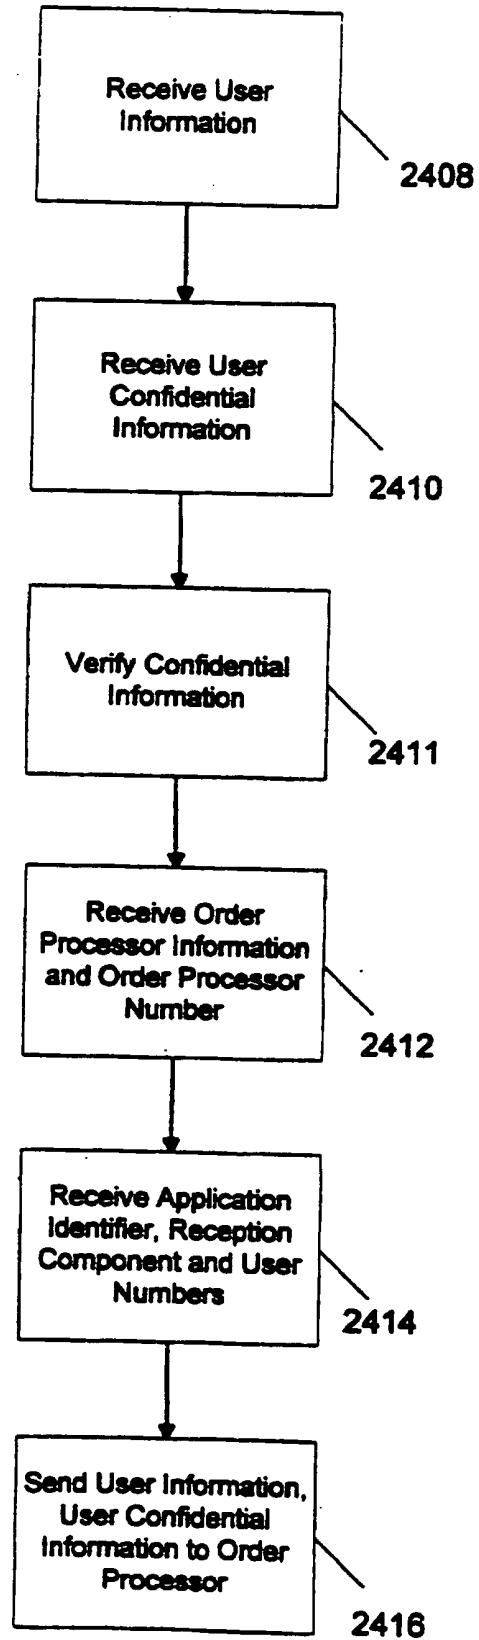 Receive User
Information
2408
Receive User
Confidential
Information
2410
Verify Confidential
Information
2411
Receive Order
Processor Information
and Order Processor
Number
2412
Receive Application
Identifier, Reception
Component and User
Numbers
2414
Send User Information,
User Confidential
Information to Order
Processor
2416